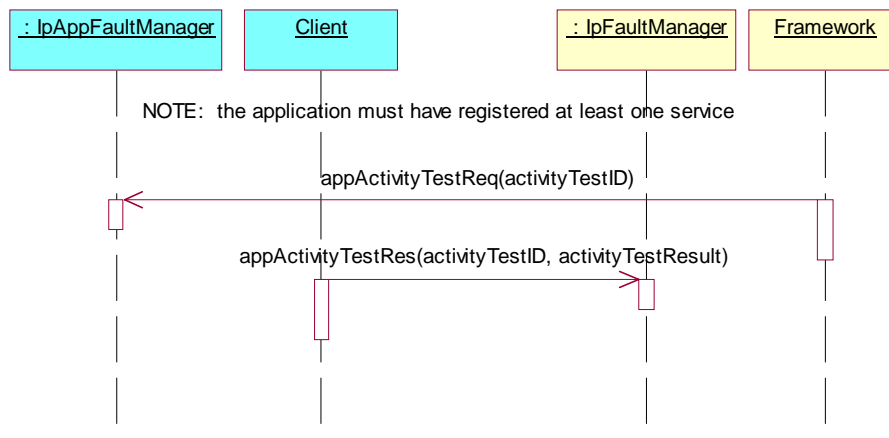 : IpAppFaultManager
Client
: IpFaultManager
Framework
NOTE: the application must have registered at least one service
appActivityTestReq(activityTestID)
appActivityTestRes(activityTestID, activityTestResult)